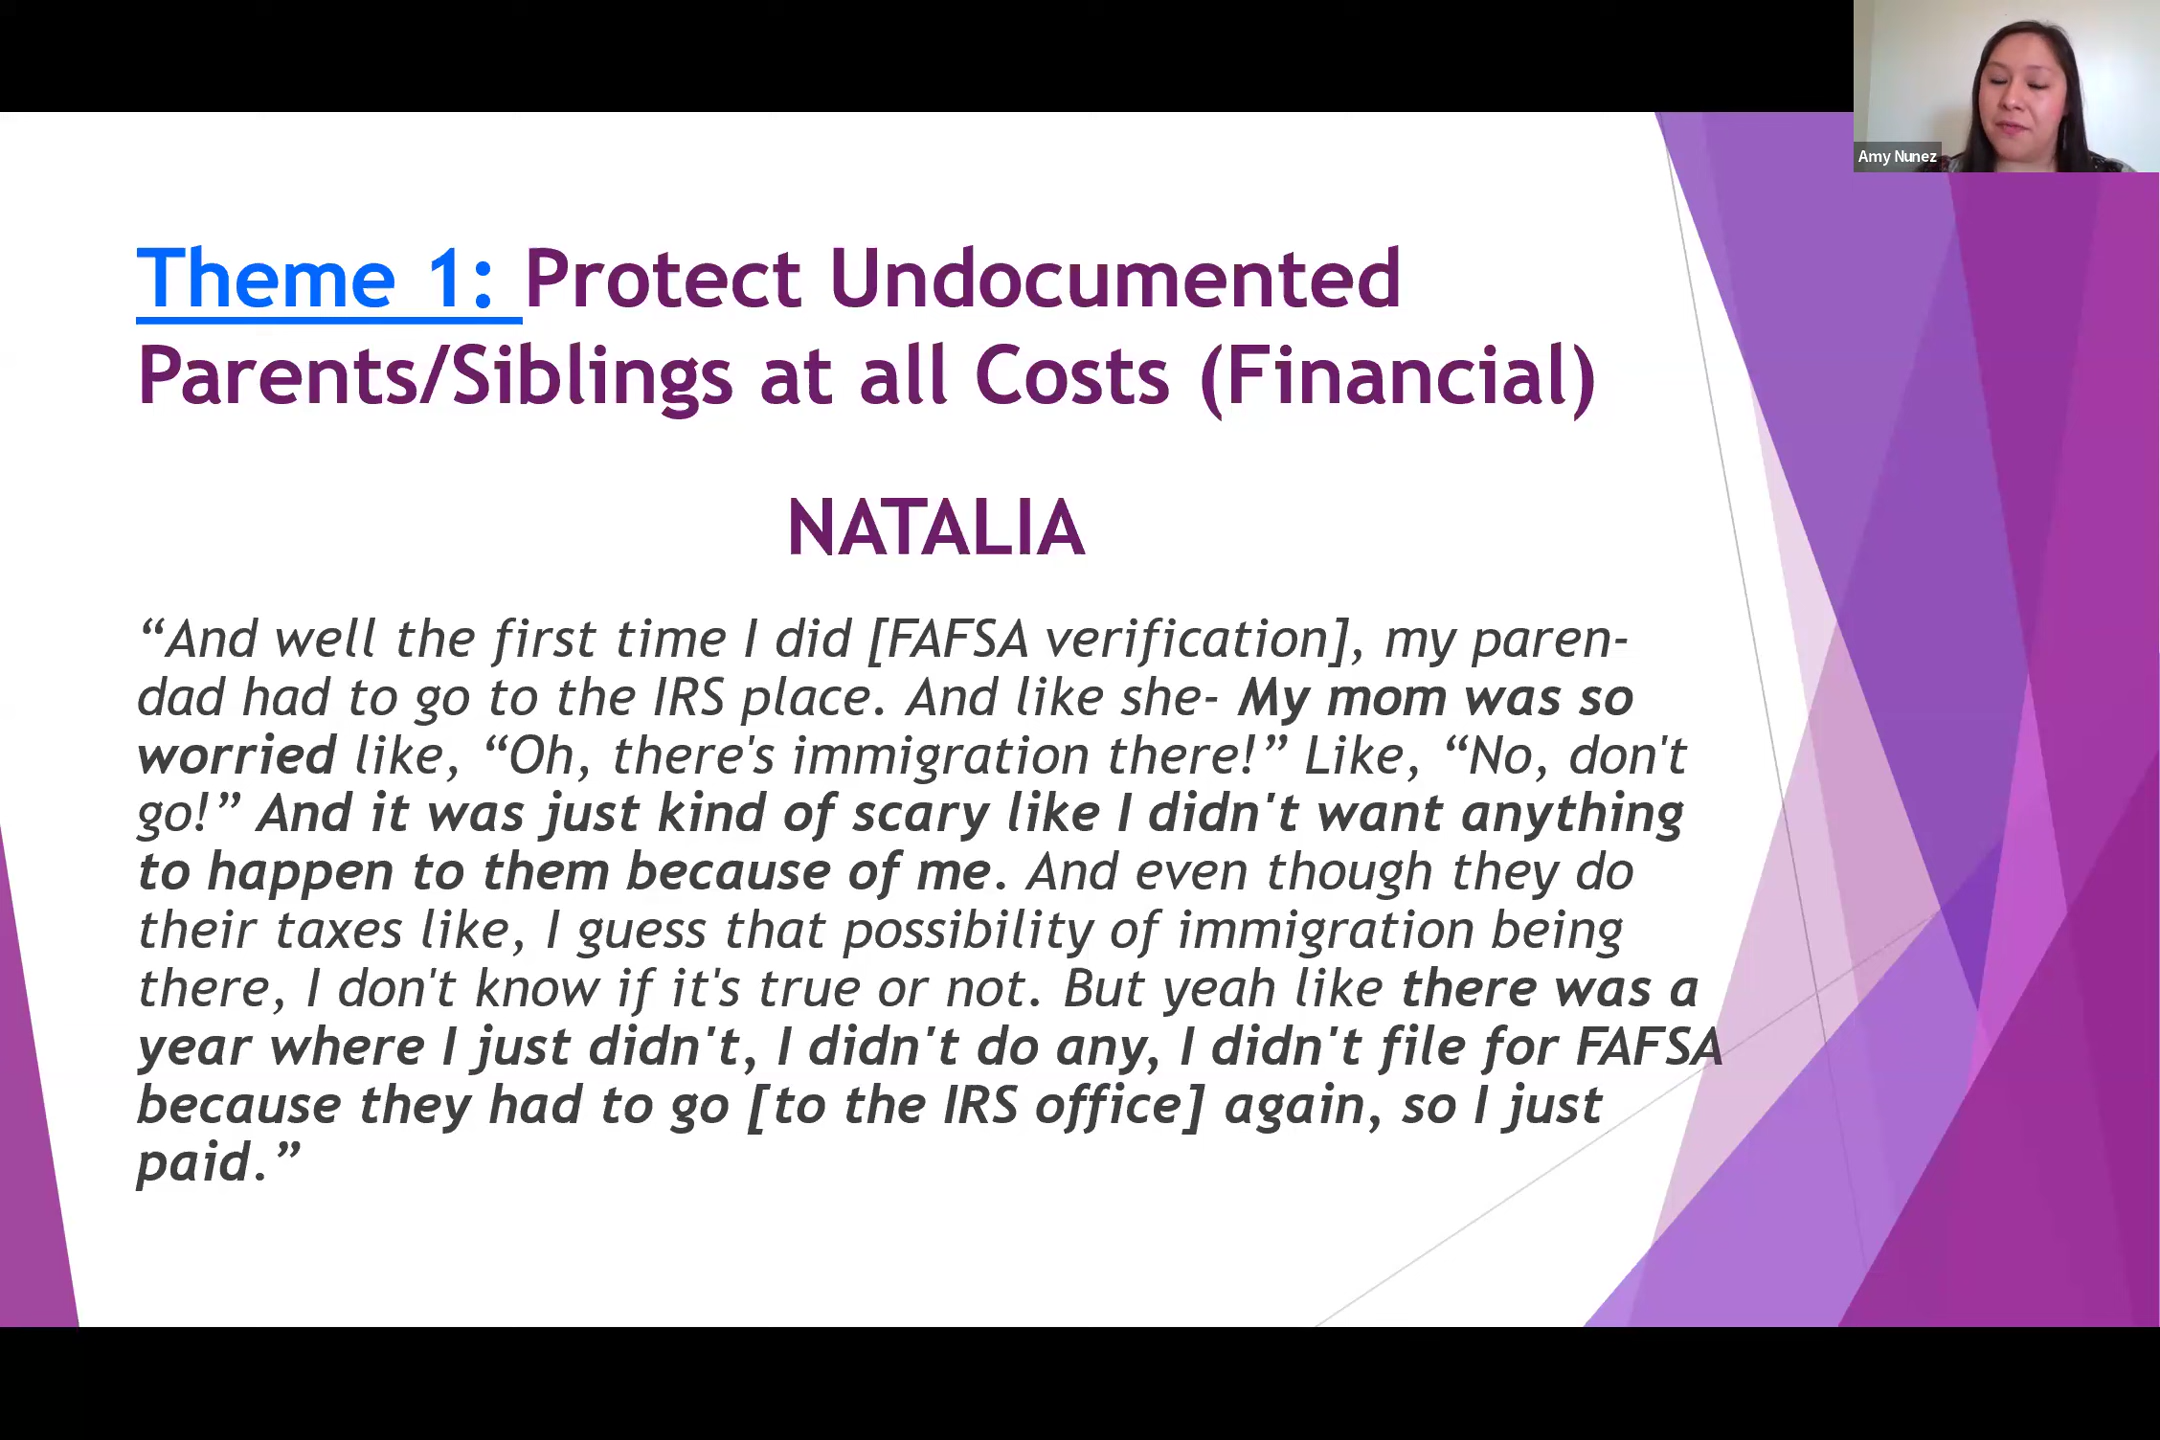 Amy Nunez
Theme 1: Protect Undocumented
Parents/Siblings at all Costs (Financial)
NATALIA
“And well the first time I did [FAFSA verification], my paren-
dad had to go to the IRS place. And like she- My mom was so
worried like, “Oh, there's immigration there!” Like, “No, don't
go!” And it was just kind of scary like I didn't want anything
to happen to them because of me. And even though they do
their taxes like, I guess that possibility of immigration being
there, I don't know if it's true or not. But yeah like there was a
year where I just didn't, I didn't do any, I didn't file for FAFSA
because they had to go [to the IRS office] again, so I just
paid.”